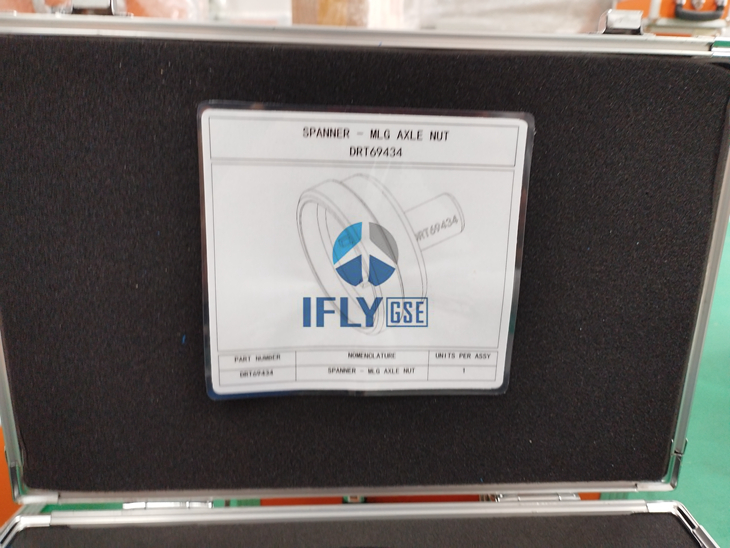 SPANNER - MLG AXLE NUT
DRT69434
DRT69434
IFLY GSE
PART NUMBER NOMENCLATURE UNITS PER ASSY
DRT69434 SPANNER - MLG AXLE NUT 1